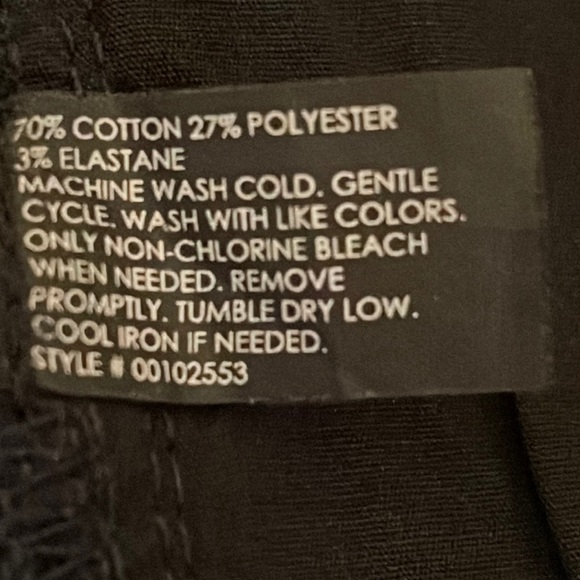 70% COTTON 27% POLYESTER
3% ELASTANE
MACHINE WASH COLD. GENTLE
CYCLE. WASH WITH LIKE COLORS.
ONLY NON-CHLORINE BLEACH
WHEN NEEDED. REMOVE
PROMPTLY. TUMBLE DRY LOW.
COOL IRON IF NEEDED.
STYLE # 00102553